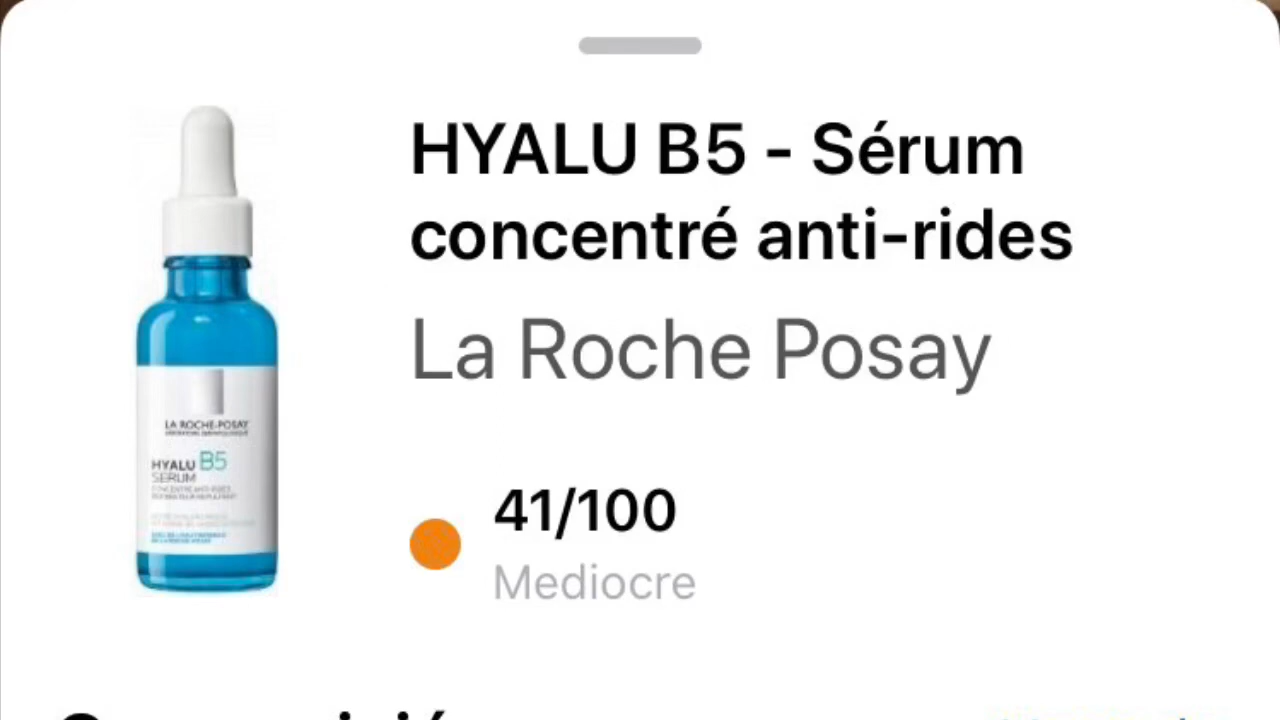 HYALU B5 - Sérum
concentré anti-rides
La Roche Posay
41/100
Mediocre
LA ROCHE-POSAY
HYALU B5
SERUM